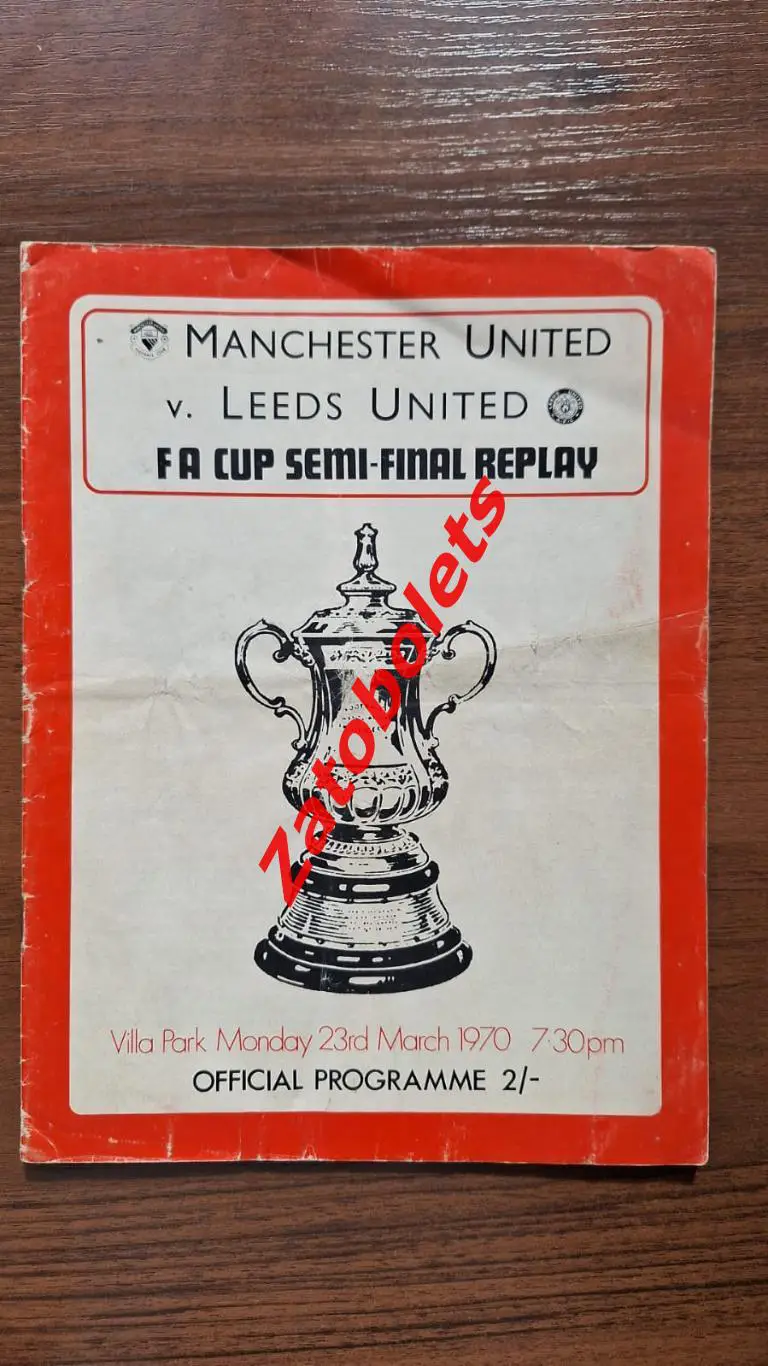 MANCHESTER UNITED
v. LEEDS UNITED
FA CUP SEMI-FINAL REPLAY
Zatobolets
Villa Park Monday 23rd March 1970 7·30pm
OFFICIAL PROGRAMME 2/-